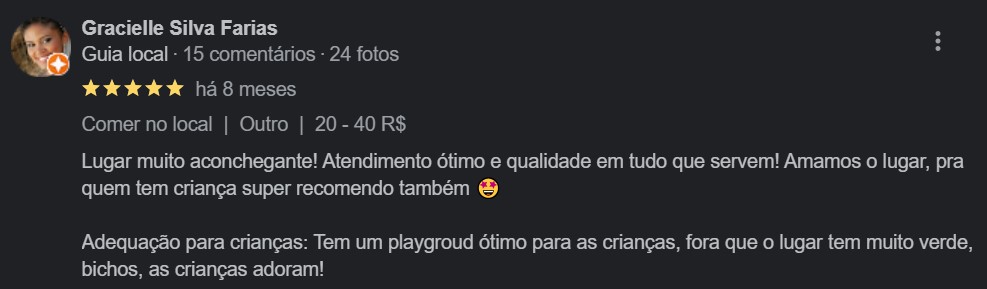 Gracielle Silva Farias
Guia local · 15 comentários · 24 fotos
há 8 meses
Comer no local | Outro | 20 - 40 R$
Lugar muito aconchegante! Atendimento ótimo e qualidade em tudo que servem! Amamos o lugar, pra
quem tem criança super recomendo também 🤩
Adequação para crianças: Tem um playgroud ótimo para as crianças, fora que o lugar tem muito verde,
bichos, as crianças adoram!